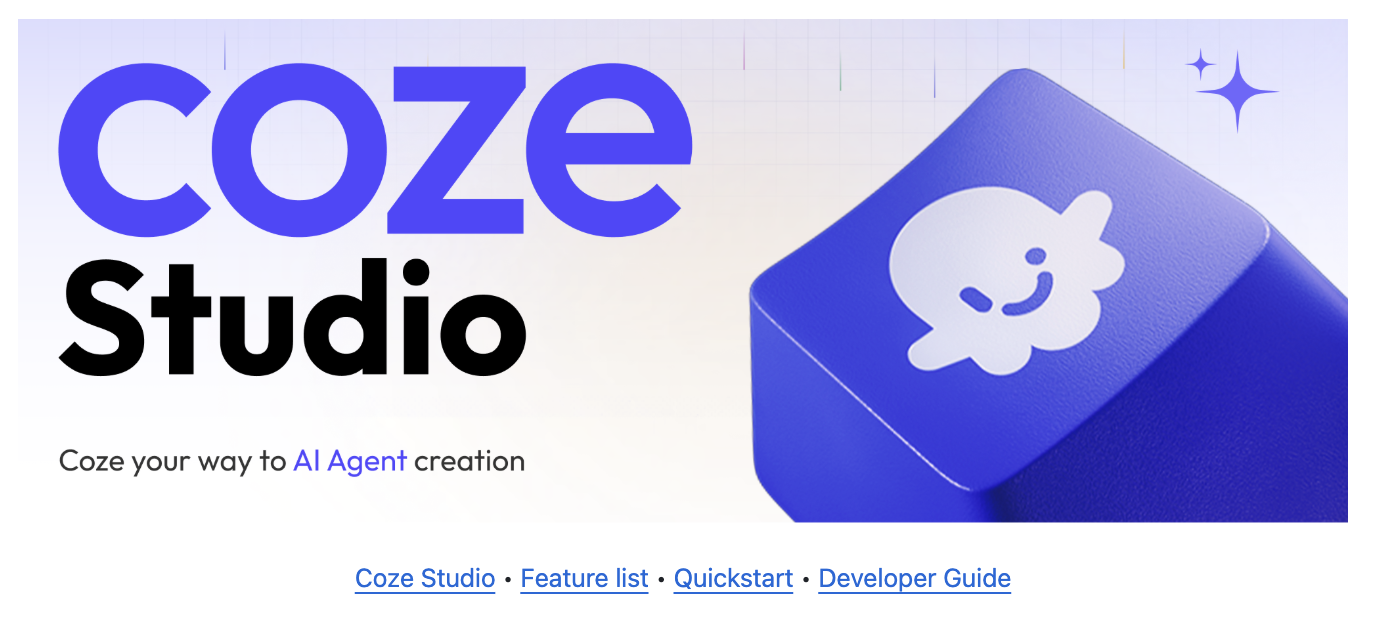 coze
Studio
Coze your way to AI Agent creation
Coze Studio • Feature list • Quickstart • Developer Guide